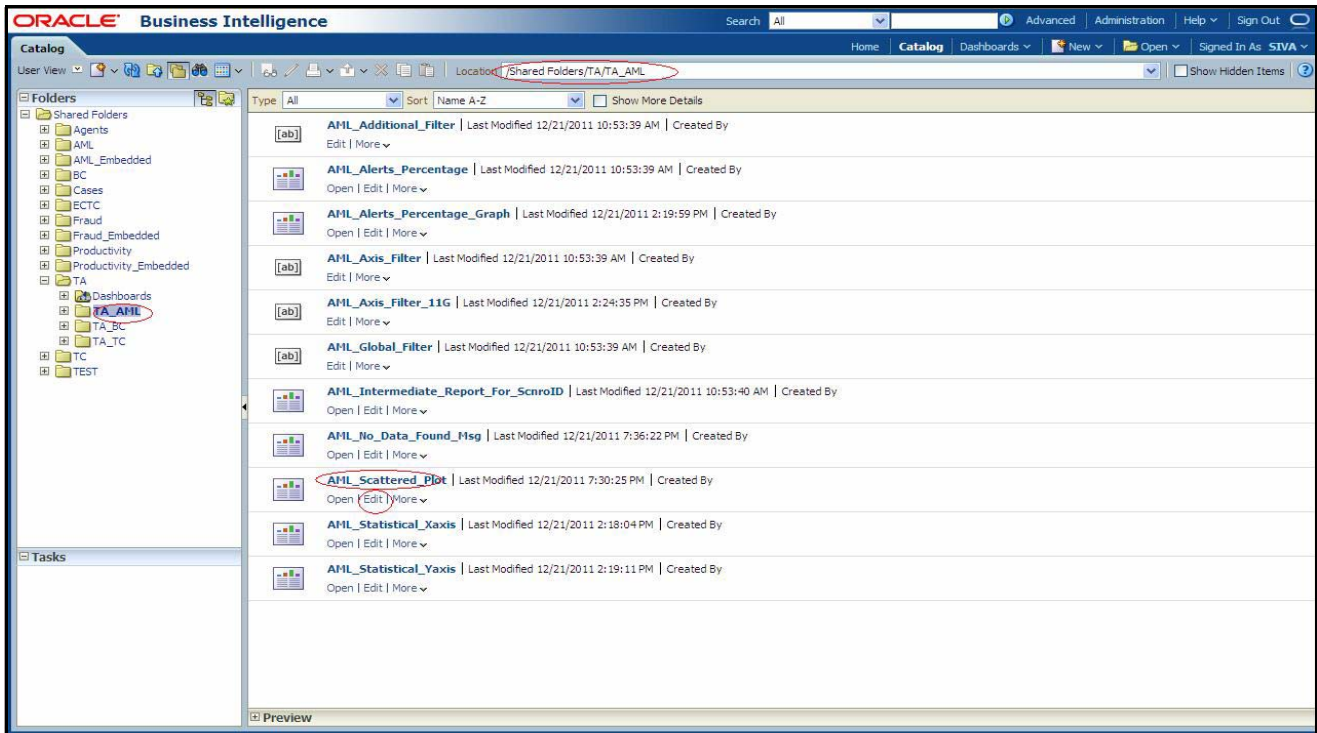 ORACLE Business Intelligence Search All Advanced Administration Help Sign Out
Catalog Home Catalog Dashboards New Open Signed In As SIVA
User View Location /Shared Folders/TA/TA_AML Show Hidden Items
Folders
Shared Folders
Agents
AML
AML_Embedded
BC
Cases
ECTC
Fraud
Fraud_Embedded
Productivity
Productivity_Embedded
TA
Dashboards
TA_AML
TA_BC
TA_TC
TC
TEST
Tasks
Type All Sort Name A-Z Show More Details
[ab] AML_Additional_Filter | Last Modified 12/21/2011 10:53:39 AM | Created By
Edit | More
AML_Alerts_Percentage | Last Modified 12/21/2011 10:53:39 AM | Created By
Open | Edit | More
AML_Alerts_Percentage_Graph | Last Modified 12/21/2011 2:19:59 PM | Created By
Open | Edit | More
[ab] AML_Axis_Filter | Last Modified 12/21/2011 10:53:39 AM | Created By
Edit | More
[ab] AML_Axis_Filter_11G | Last Modified 12/21/2011 2:24:35 PM | Created By
Edit | More
[ab] AML_Global_Filter | Last Modified 12/21/2011 10:53:39 AM | Created By
Edit | More
AML_Intermediate_Report_For_ScnroID | Last Modified 12/21/2011 10:53:40 AM | Created By
Open | Edit | More
AML_No_Data_Found_Msg | Last Modified 12/21/2011 7:36:22 PM | Created By
Open | Edit | More
AML_Scattered_Plot | Last Modified 12/21/2011 7:30:25 PM | Created By
Open | Edit | More
AML_Statistical_Xaxis | Last Modified 12/21/2011 2:18:04 PM | Created By
Open | Edit | More
AML_Statistical_Yaxis | Last Modified 12/21/2011 2:19:11 PM | Created By
Open | Edit | More
Preview